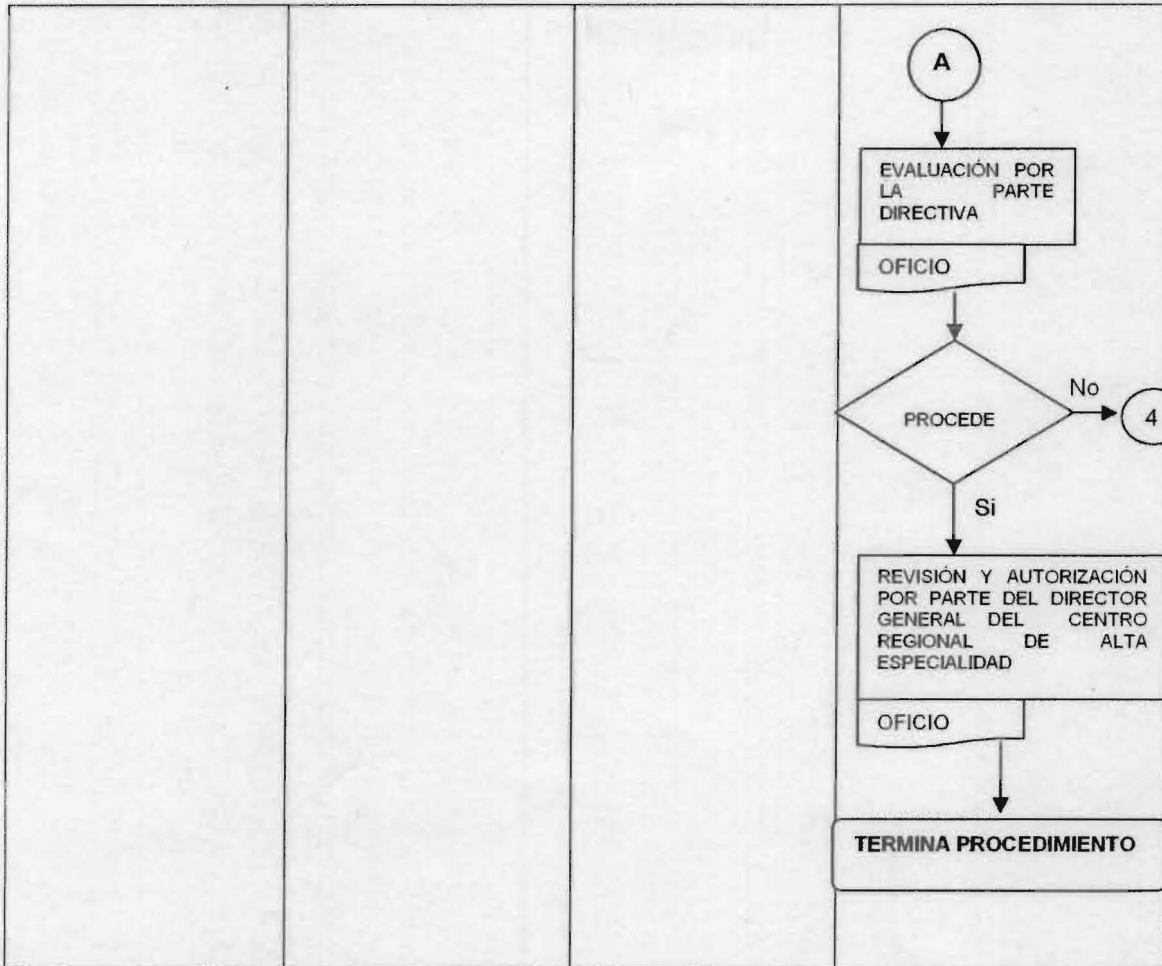 A
EVALUACIÓN POR
LA PARTE
DIRECTIVA
OFICIO
PROCEDE
No
4
Si
REVISIÓN Y AUTORIZACIÓN
POR PARTE DEL DIRECTOR
GENERAL DEL CENTRO
REGIONAL DE ALTA
ESPECIALIDAD
OFICIO
TERMINA PROCEDIMIENTO